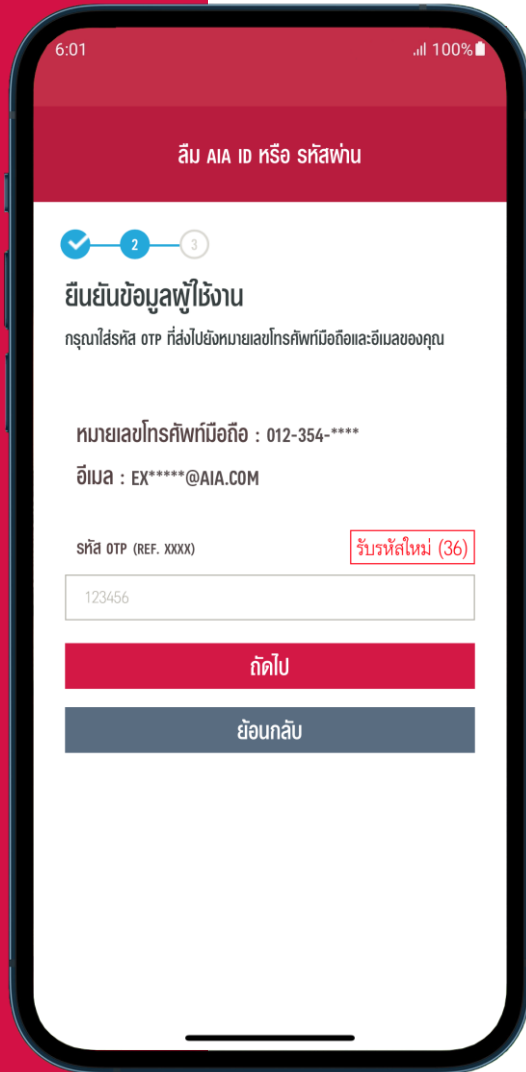 6:01 100%
ลืม AIA ID หรือ รหัสผ่าน
2 3
ยืนยันข้อมูลผู้ใช้งาน
กรุณาใส่รหัส OTP ที่ส่งไปยังหมายเลขโทรศัพท์มือถือและอีเมลของคุณ
หมายเลขโทรศัพท์มือถือ : 012-354-****
อีเมล : EX*****@AIA.COM
รหัส OTP (REF. XXXX) รับรหัสใหม่ (36)
123456
ถัดไป
ย้อนกลับ